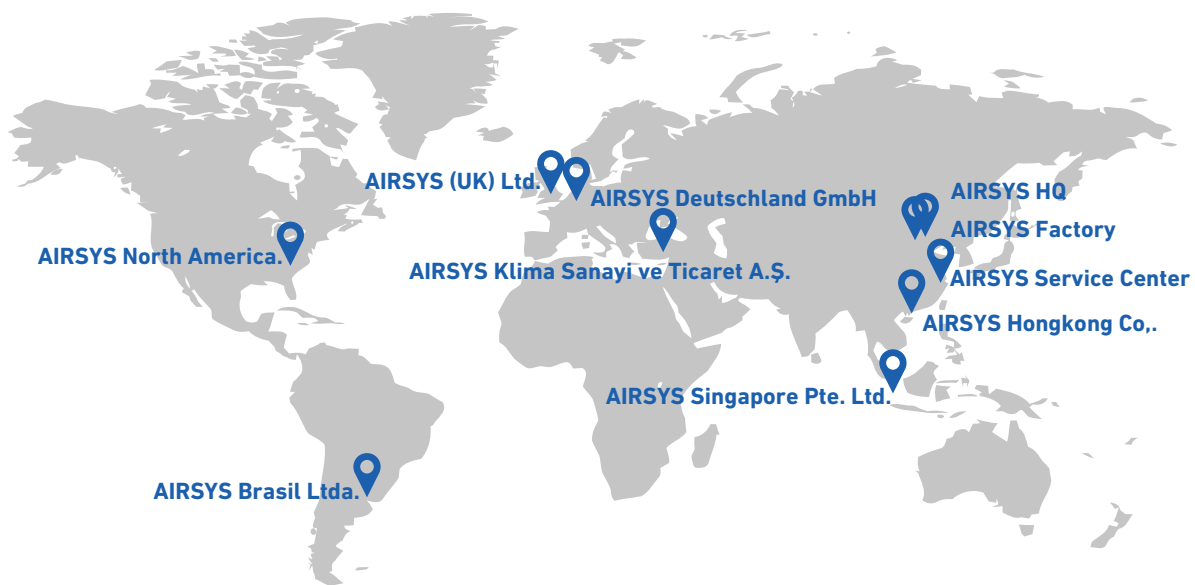 AIRSYS (UK) Ltd.
AIRSYS Deutschland GmbH
AIRSYS HQ
AIRSYS Factory
AIRSYS North America.
AIRSYS Klima Sanayi ve Ticaret A.Ş.
AIRSYS Service Center
AIRSYS Hongkong Co,.
AIRSYS Singapore Pte. Ltd.
AIRSYS Brasil Ltda.